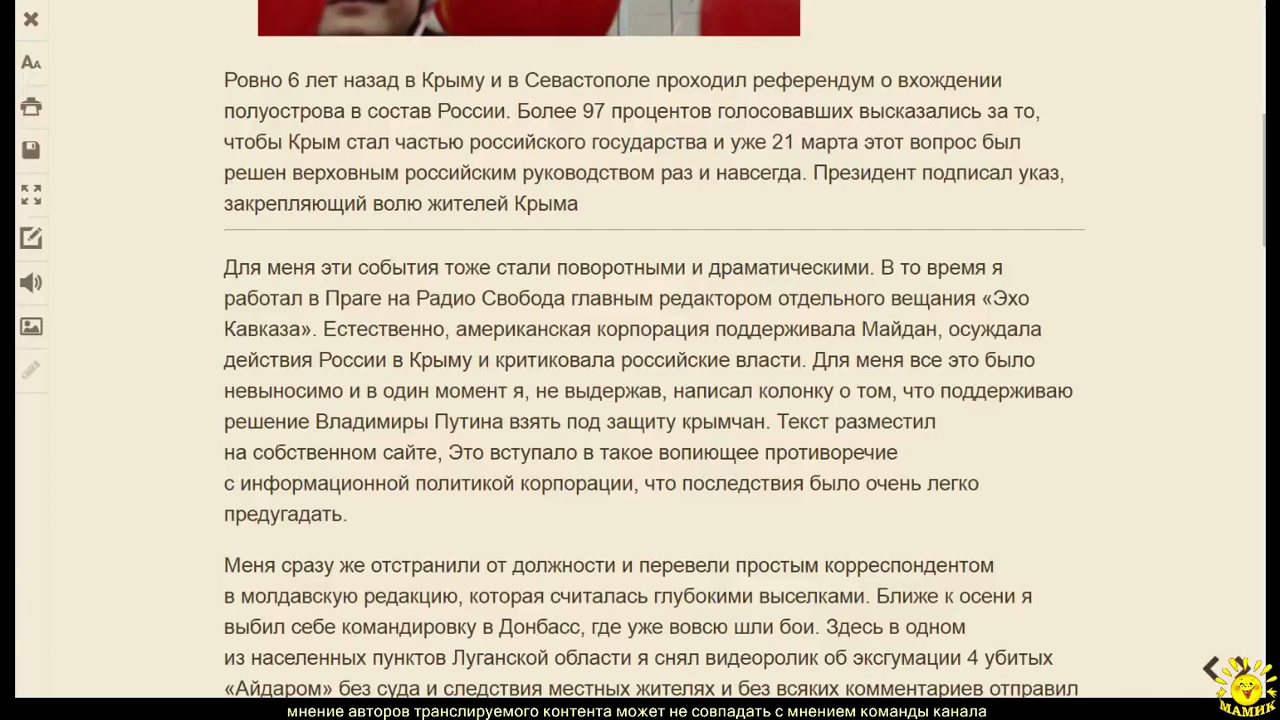 Ровно 6 лет назад в Крыму и в Севастополе проходил референдум о вхождении
полуострова в состав России. Более 97 процентов голосовавших высказались за то,
чтобы Крым стал частью российского государства и уже 21 марта этот вопрос был
решен верховным российским руководством раз и навсегда. Президент подписал указ,
закрепляющий волю жителей Крыма
Для меня эти события тоже стали поворотными и драматическими. В то время я
работал в Праге на Радио Свобода главным редактором отдельного вещания «Эхо
Кавказа». Естественно, американская корпорация поддерживала Майдан, осуждала
действия России в Крыму и критиковала российские власти. Для меня все это было
невыносимо и в один момент я, не выдержав, написал колонку о том, что поддерживаю
решение Владимиры Путина взять под защиту крымчан. Текст разместил
на собственном сайте, Это вступало в такое вопиющее противоречие
с информационной политикой корпорации, что последствия было очень легко
предугадать.
Меня сразу же отстранили от должности и перевели простым корреспондентом
в молдавскую редакцию, которая считалась глубокими выселками. Ближе к осени я
выбил себе командировку в Донбасс, где уже вовсю шли бои. Здесь в одном
из населенных пунктов Луганской области я снял видеоролик об эксгумации 4 убитых
«Айдаром» без суда и следствия местных жителях и без всяких комментариев отправил
мнение авторов транслируемого контента может не совпадать с мнением команды канала
МАМИК
AA